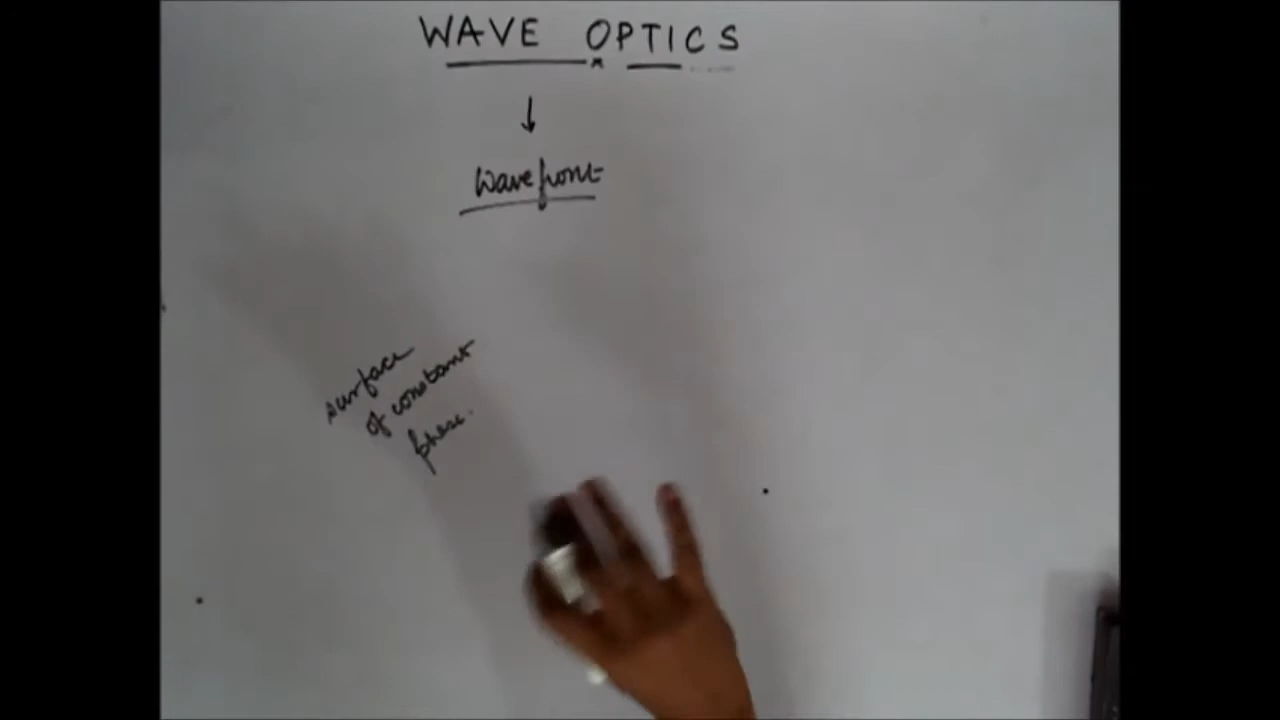 WAVE OPTICS
Wavefront
surface
of constant
phase.